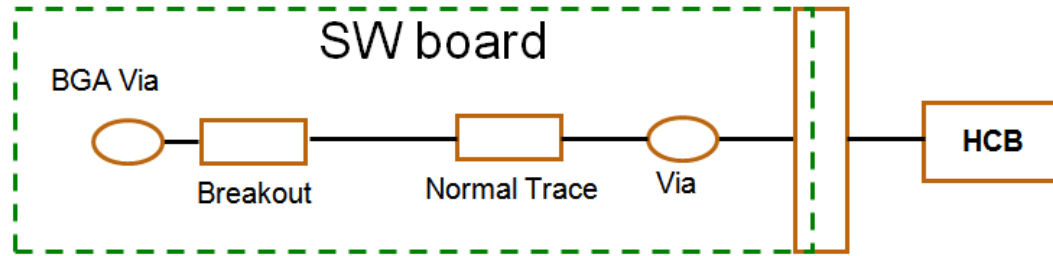 SW board
BGA Via
Breakout
Normal Trace
Via
HCB